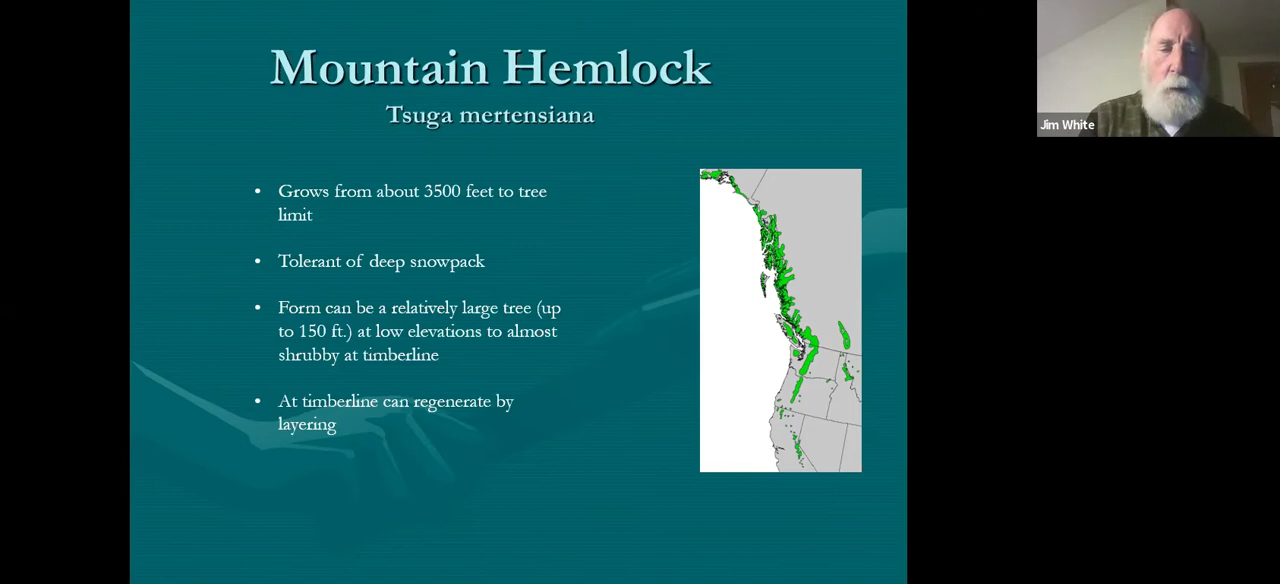 Mountain Hemlock
Tsuga mertensiana
• Grows from about 3500 feet to tree
limit
• Tolerant of deep snowpack
• Form can be a relatively large tree (up
to 150 ft.) at low elevations to almost
shrubby at timberline
• At timberline can regenerate by
layering
Jim White